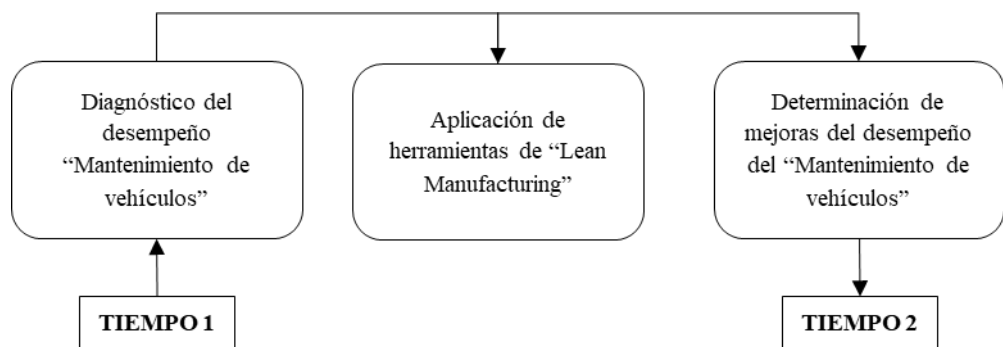 Diagnóstico del
desempeño
“Mantenimiento de
vehículos”
Aplicación de
herramientas de “Lean
Manufacturing”
Determinación de
mejoras del desempeño
del “Mantenimiento de
vehículos”
TIEMPO 1
TIEMPO 2